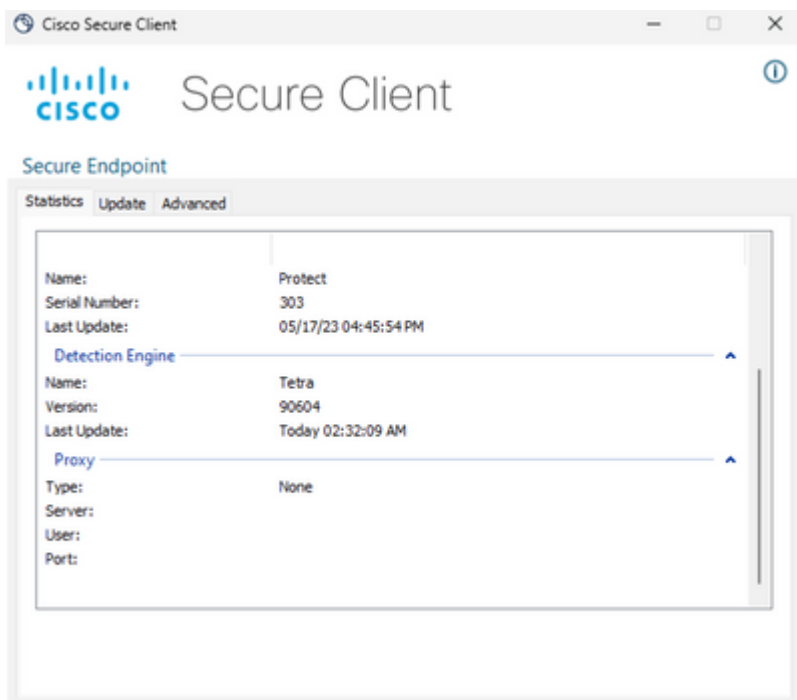 Cisco Secure Client
CISCO Secure Client
Secure Endpoint
Statistics Update Advanced
Name: Protect
Serial Number: 303
Last Update: 05/17/23 04:45:54 PM
Detection Engine
Name: Tetra
Version: 90604
Last Update: Today 02:32:09 AM
Proxy
Type: None
Server:
User:
Port: